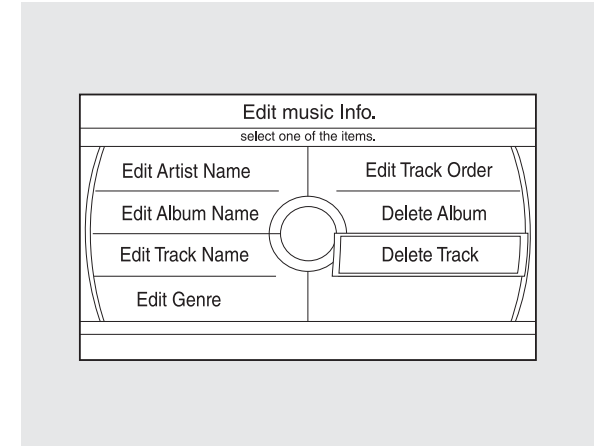 Edit music Info.
select one of the items.
Edit Artist Name
Edit Album Name
Edit Track Name
Edit Genre
Edit Track Order
Delete Album
Delete Track